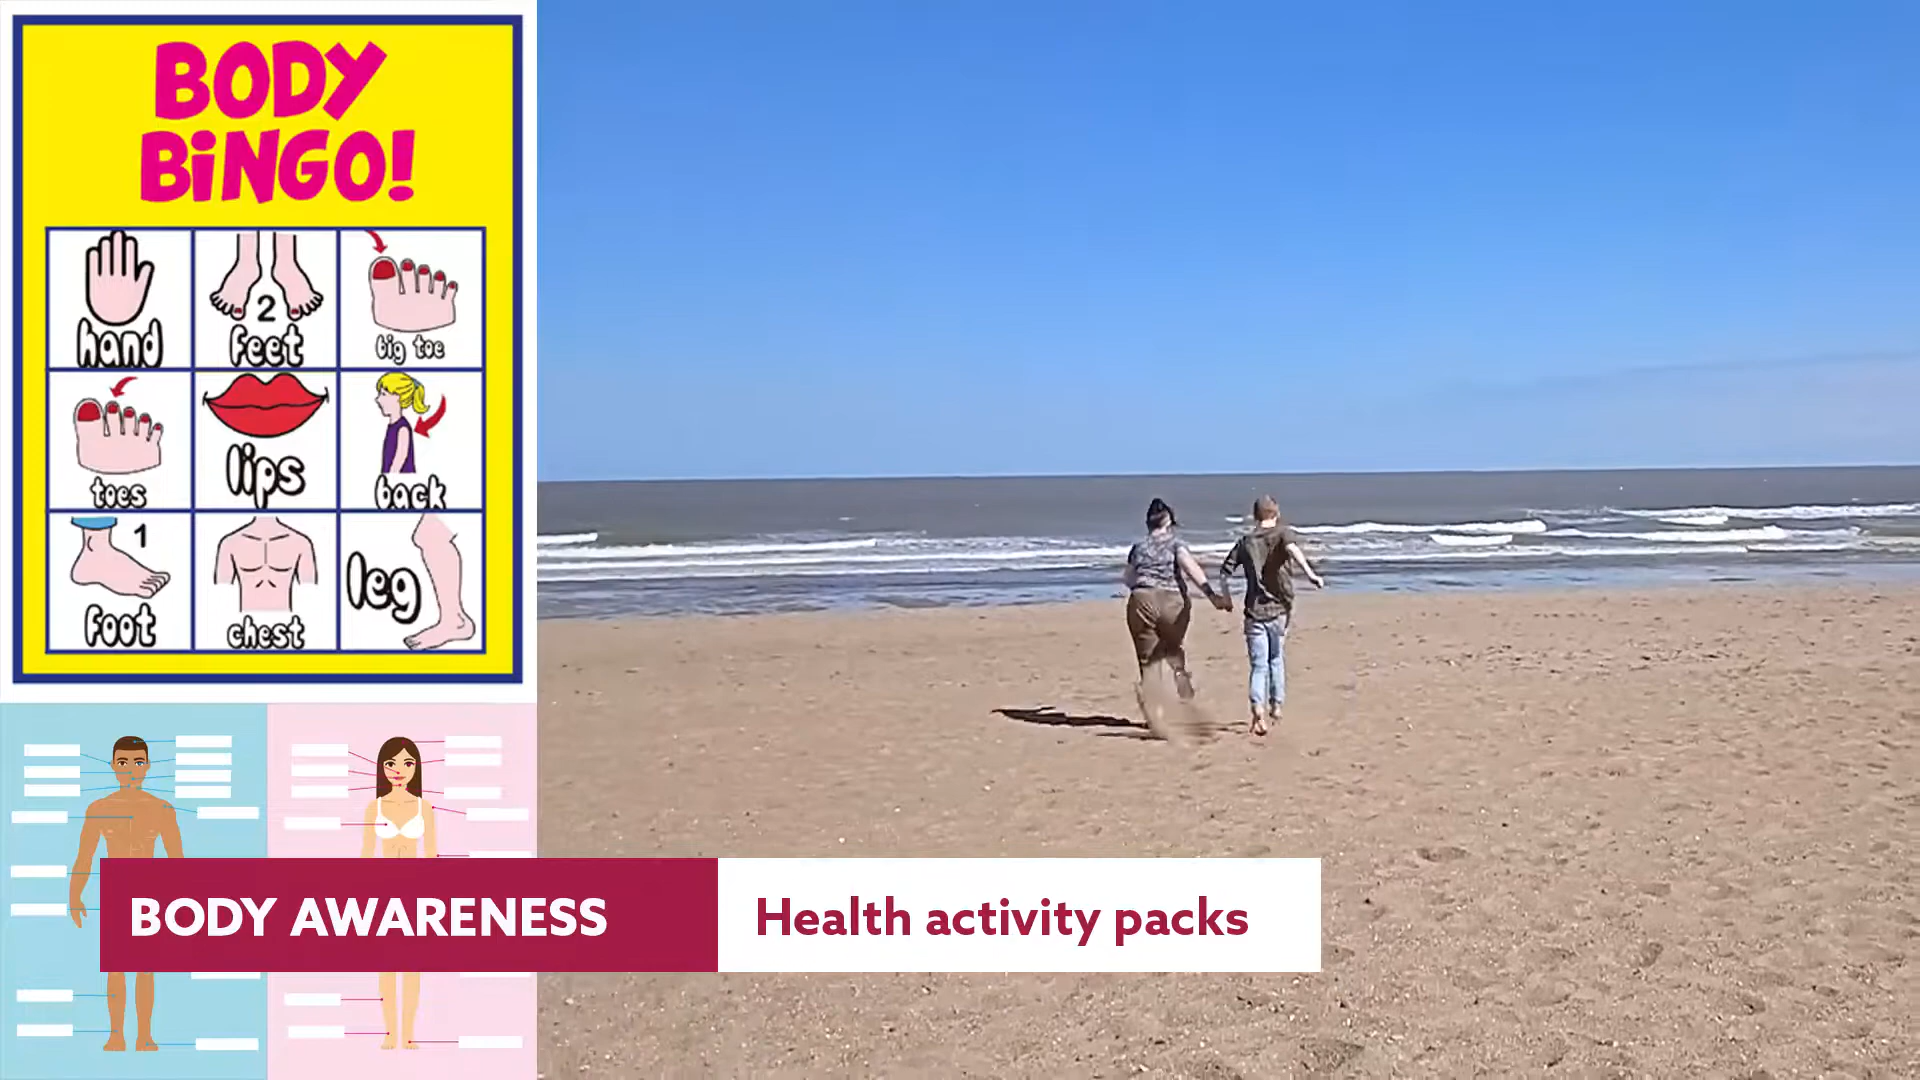 BODY
BiNGO!
hand
2
feet
big toe
toes
lips
back
1
foot
chest
leg
BODY AWARENESS
Health activity packs